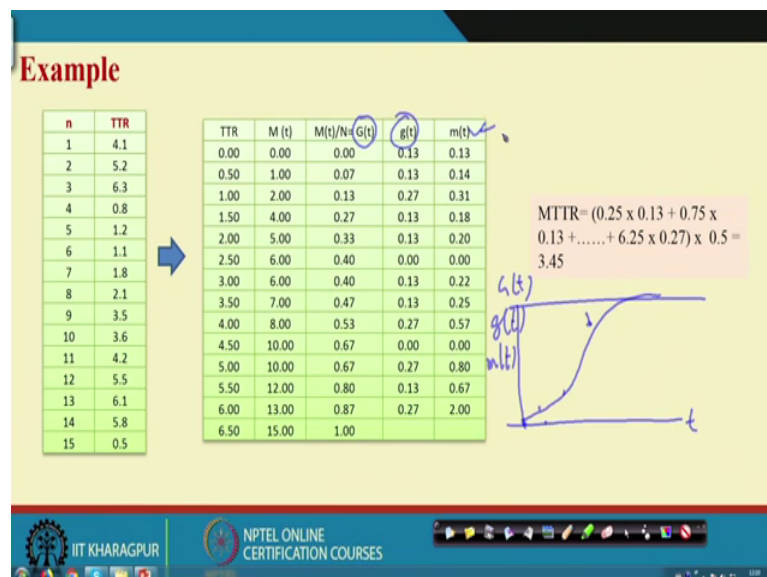 Example
n TTR
1 4.1
2 5.2
3 6.3
4 0.8
5 1.2
6 1.1
7 1.8
8 2.1
9 3.5
10 3.6
11 4.2
12 5.5
13 6.1
14 5.8
15 0.5
TTR M (t) M(t)/N= G(t) g(t) m(t)
0.00 0.00 0.00 0.13 0.13
0.50 1.00 0.07 0.13 0.14
1.00 2.00 0.13 0.27 0.31
1.50 4.00 0.27 0.13 0.18
2.00 5.00 0.33 0.13 0.20
2.50 6.00 0.40 0.00 0.00
3.00 6.00 0.40 0.13 0.22
3.50 7.00 0.47 0.13 0.25
4.00 8.00 0.53 0.27 0.57
4.50 10.00 0.67 0.00 0.00
5.00 10.00 0.67 0.27 0.80
5.50 12.00 0.80 0.13 0.67
6.00 13.00 0.87 0.27 2.00
6.50 15.00 1.00
MTTR= (0.25 x 0.13 + 0.75 x
0.13 +……+ 6.25 x 0.27) x 0.5 =
3.45
G(t)
g(t)
m(t)
t
IIT KHARAGPUR
NPTEL ONLINE
CERTIFICATION COURSES